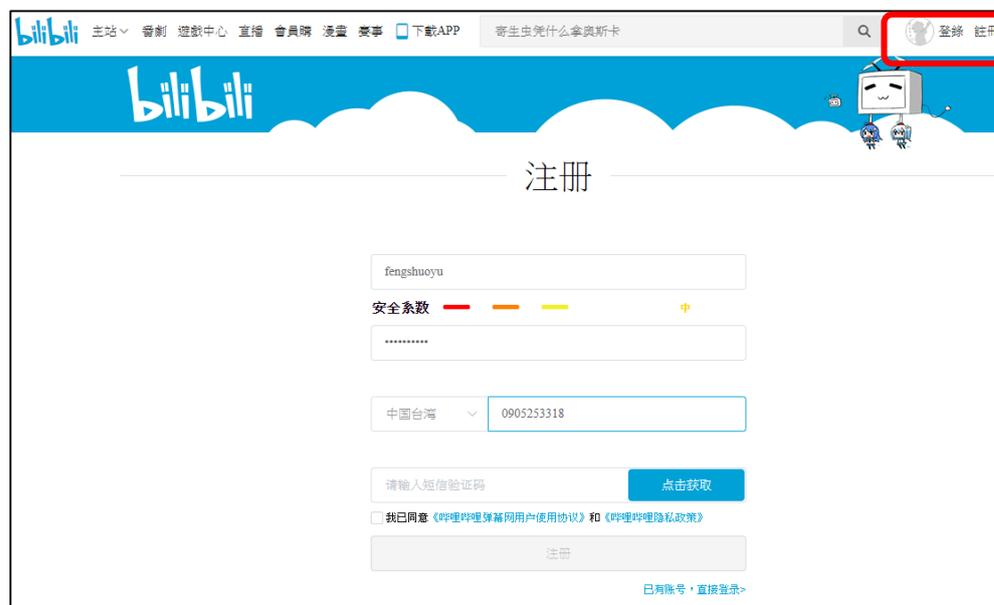 bilibili 主站 番劇 遊戲中心 直播 會員購 漫畫 賽事 下載APP 寄生虫凭什么拿奥斯卡 登錄 註冊
bilibili
注册
fengshuoyu
安全系数 中
••••••••••
中国台湾 0905253318
请输入短信验证码 点击获取
我已同意《哔哩哔哩弹幕网用户使用协议》和《哔哩哔哩隐私政策》
注册
已有账号，直接登录>